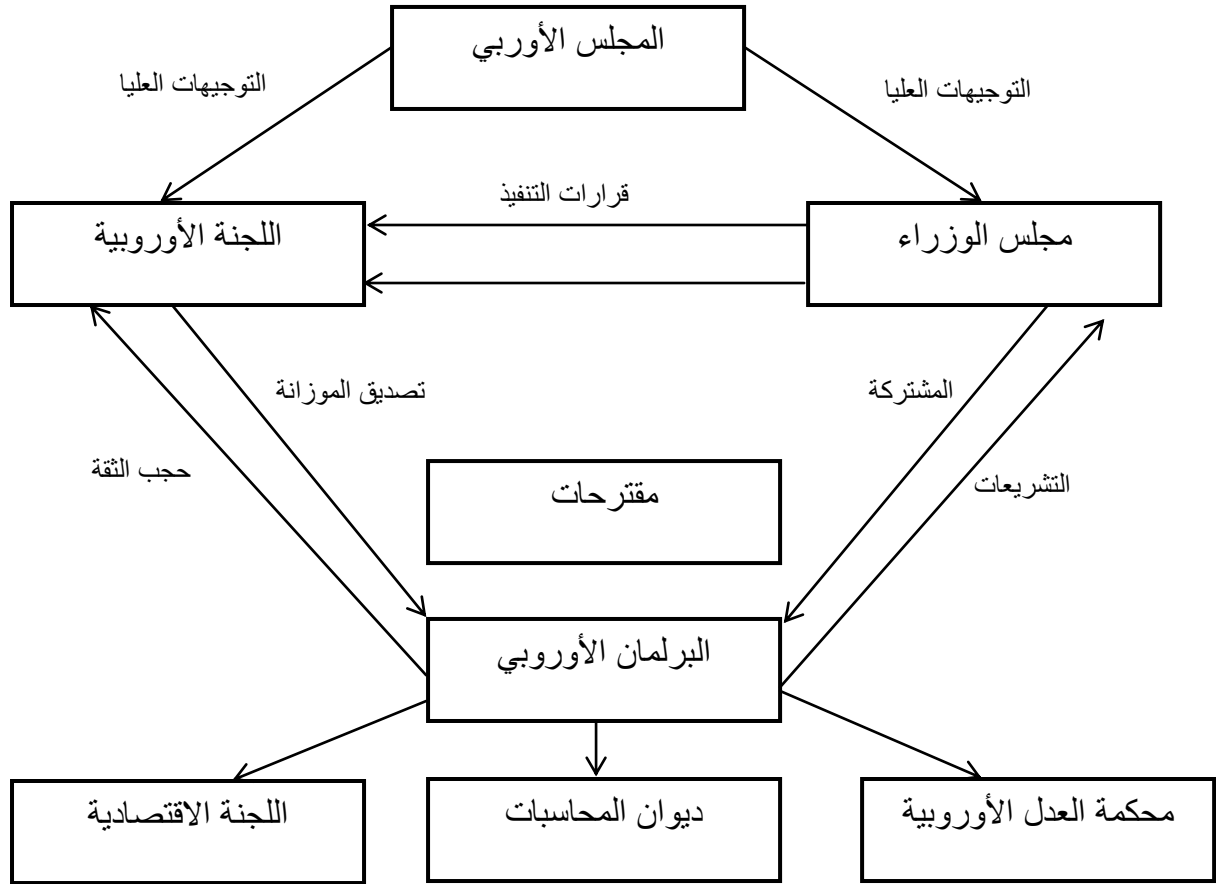 المجلس الأوربي
التوجيهات العليا
التوجيهات العليا
قرارات التنفيذ
مجلس الوزراء
اللجنة الأوروبية
المشتركة
تصديق الموزانة
التشريعات
حجب الثقة
مقترحات
البرلمان الأوروبي
محكمة العدل الأوروبية
ديوان المحاسبات
اللجنة الاقتصادية